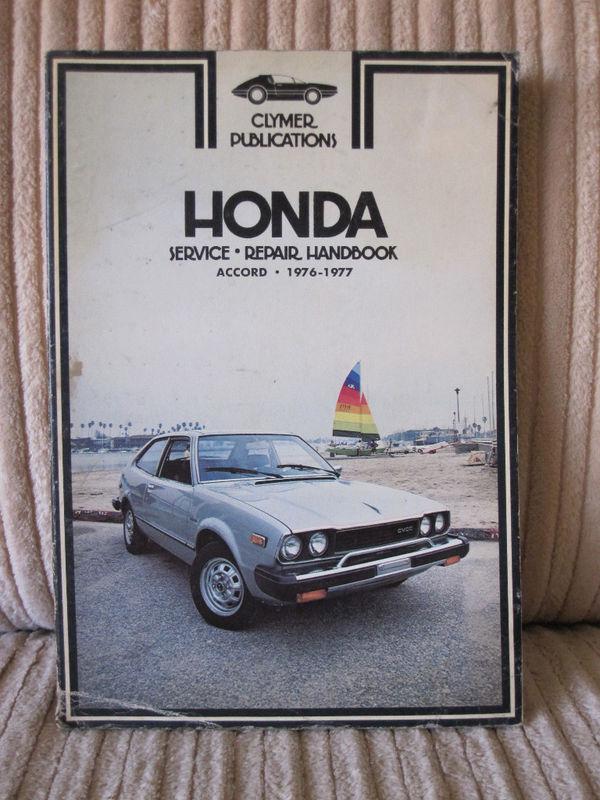 CLYMER
PUBLICATIONS
HONDA
SERVICE • REPAIR HANDBOOK
ACCORD • 1976-1977
CVCC